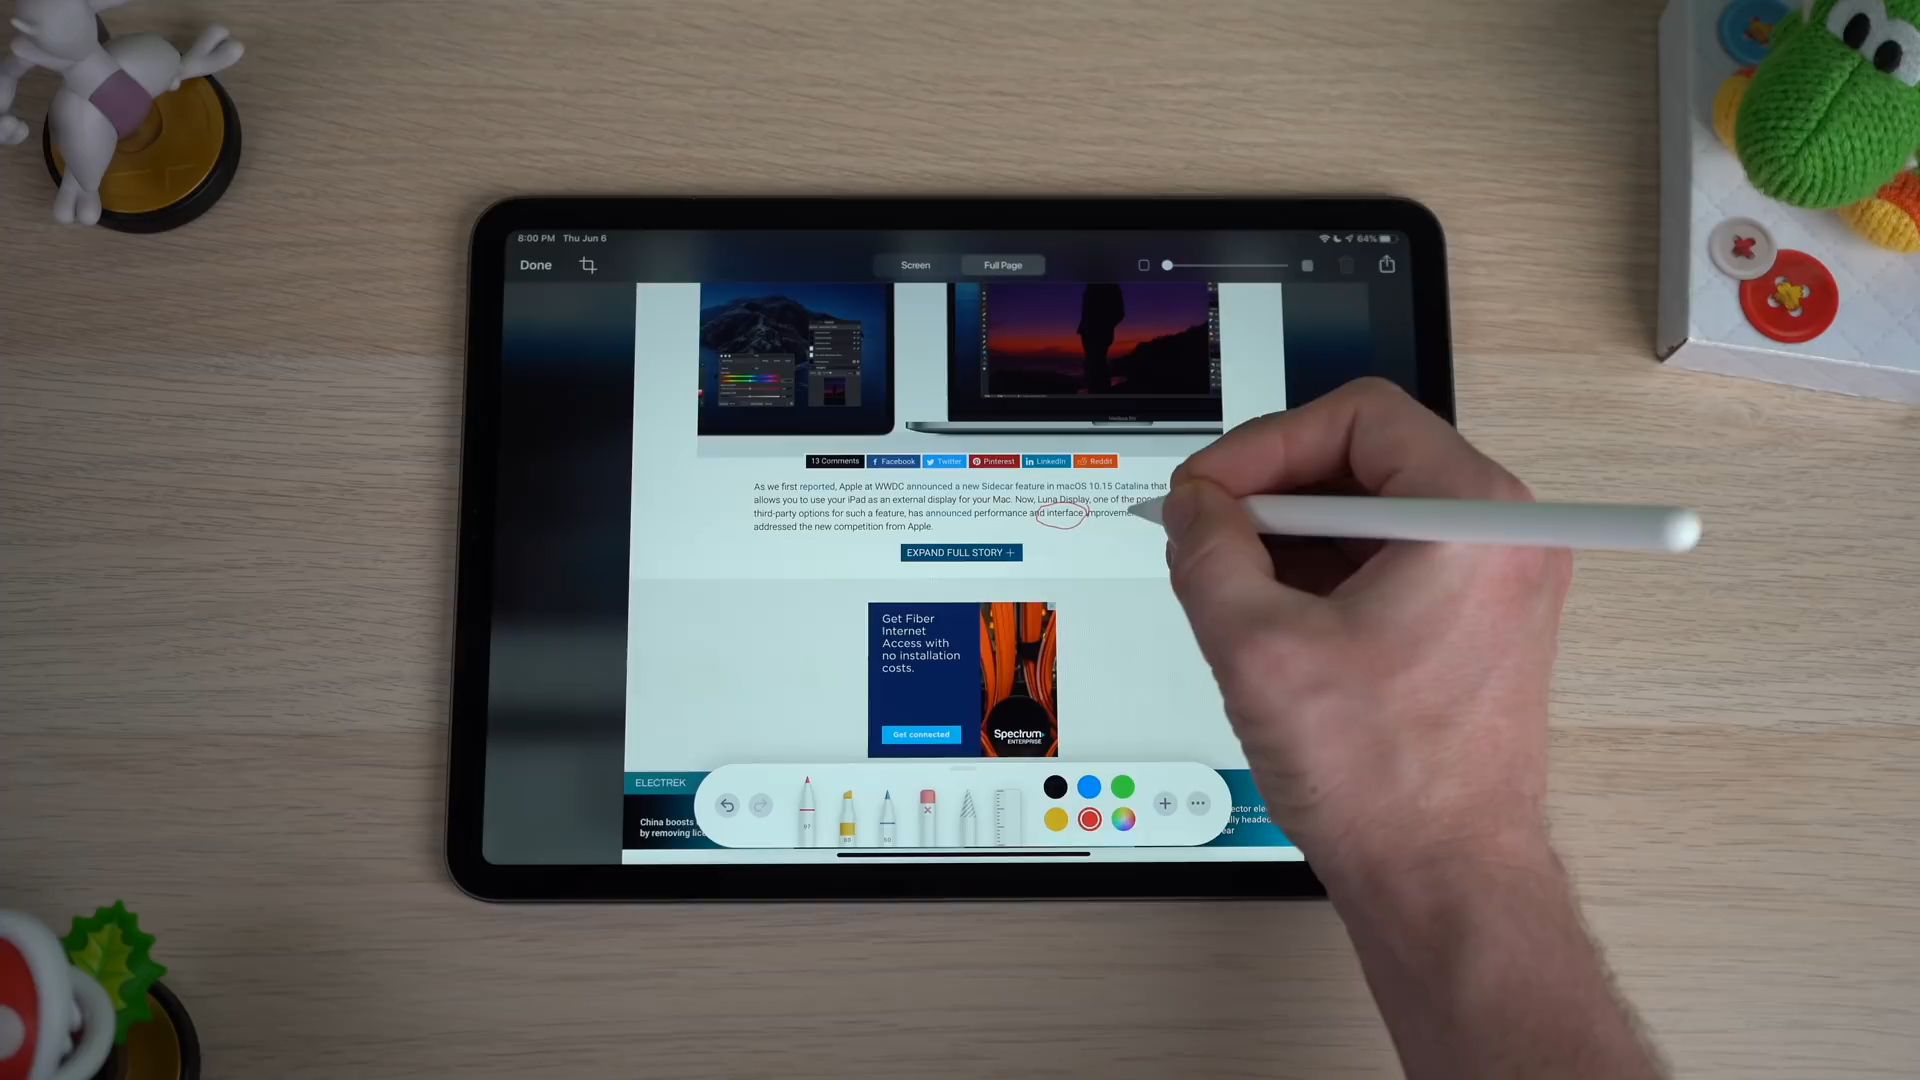 8:00 PM Thu Jun 6
64%
Done
Screen
Full Page
13 Comments
Facebook
Twitter
Pinterest
LinkedIn
Reddit
As we first reported, Apple at WWDC announced a new Sidecar feature in macOS 10.15 Catalina that
allows you to use your iPad as an external display for your Mac. Now, Luna Display, one of the
third-party options for such a feature, has announced performance and interface
addressed the new competition from Apple.
EXPAND FULL STORY +
Get Fiber
Internet
Access with
no installation
costs.
Get connected
Spectrum
ENTERPRISE
ELECTREK
China boosts
by removing
97
80
50